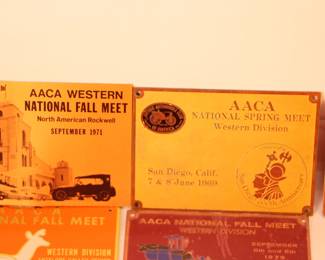 AACA WESTERN
NATIONAL FALL MEET
North American Rockwell
SEPTEMBER 1971
AACA
NATIONAL SPRING MEET
Western Division
San Diego, Calif.
7 & 8 June 1969
AACA
NATIONAL FALL MEET
WESTERN DIVISION
AACA NATIONAL FALL MEET
WESTERN DIVISION
SEPTEMBER